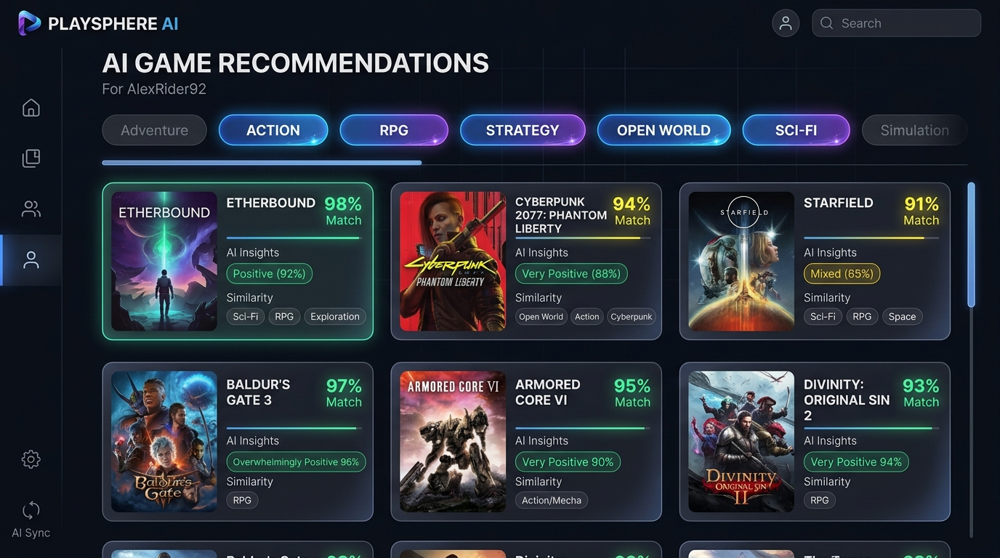 PLAYSPHERE AI
Search
AI GAME RECOMMENDATIONS
For AlexRider92
Adventure
ACTION
RPG
STRATEGY
OPEN WORLD
SCI-FI
Simulation
ETHERBOUND
ETHERBOUND
98%
Match
AI Insights
Positive (92%)
Similarity
Sci-Fi
RPG
Exploration
Cyberpunk
PHANTOM LIBERTY
CYBERPUNK
2077: PHANTOM
LIBERTY
94%
Match
AI Insights
Very Positive (88%)
Similarity
Open World
Action
Cyberpunk
STARFIELD
STARFIELD
91%
Match
AI Insights
Mixed (65%)
Similarity
Sci-Fi
RPG
Space
Baldur's
Gate
BALDUR'S
GATE 3
97%
Match
AI Insights
Overwhelmingly Positive 96%
Similarity
RPG
ARMORED CORE VI
ARMORED
CORE VI
95%
Match
AI Insights
Very Positive 90%
Similarity
Action/Mecha
DIVINITY
ORIGINAL SIN
II
DIVINITY:
ORIGINAL SIN
2
93%
Match
AI Insights
Very Positive 94%
Similarity
RPG
AI Sync